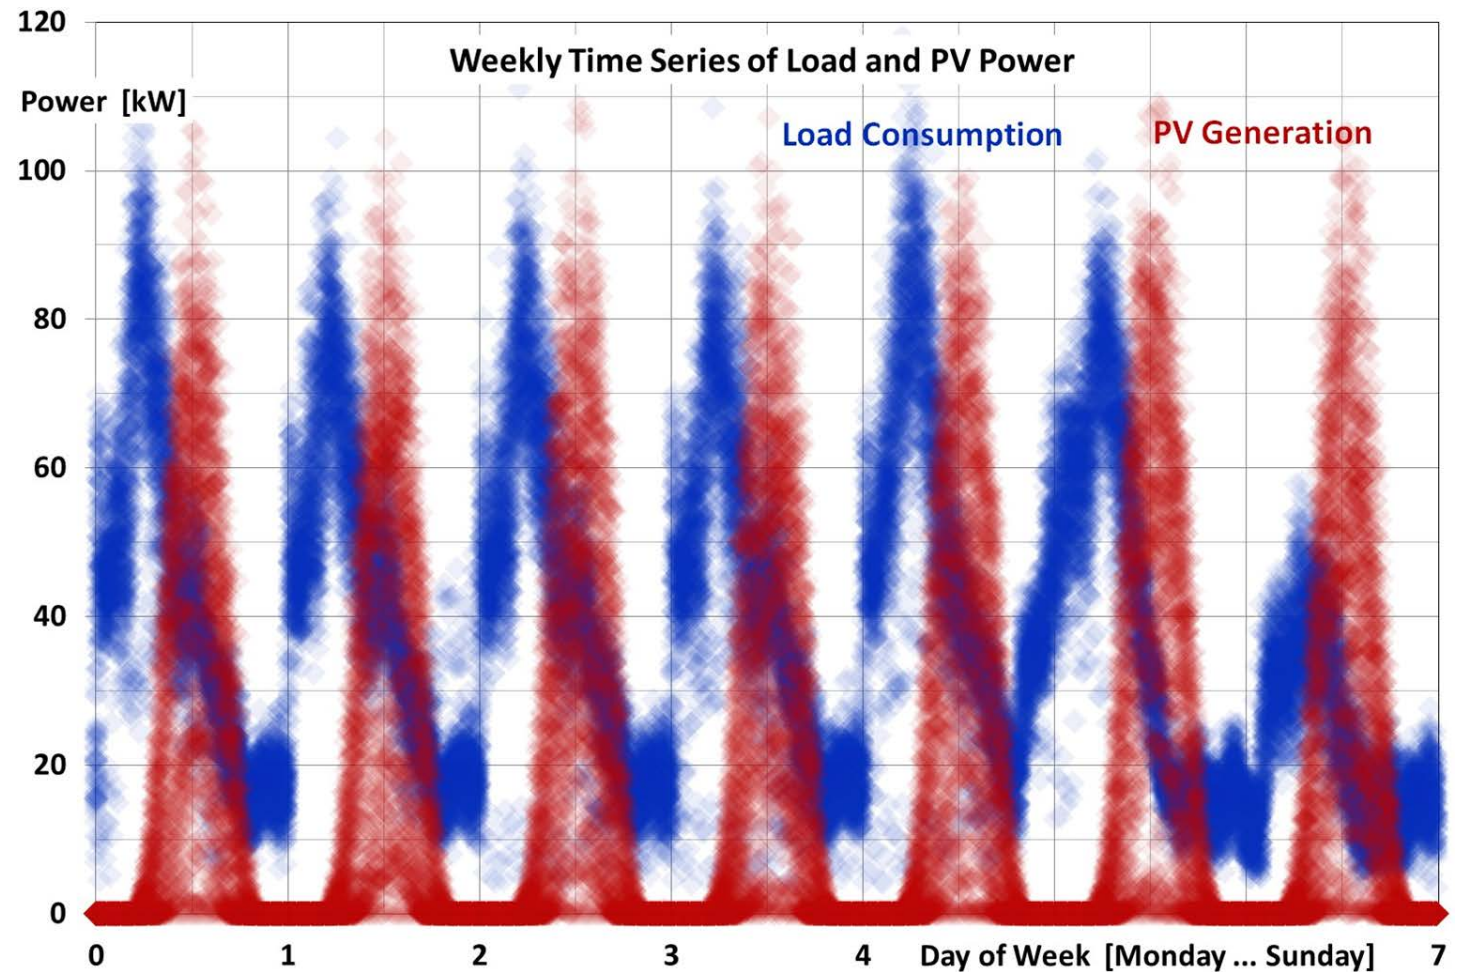 120
Weekly Time Series of Load and PV Power
Power [kW]
Load Consumption
PV Generation
100
80
60
40
20
0
0 1 2 3 4 Day of Week [Monday ... Sunday] 7